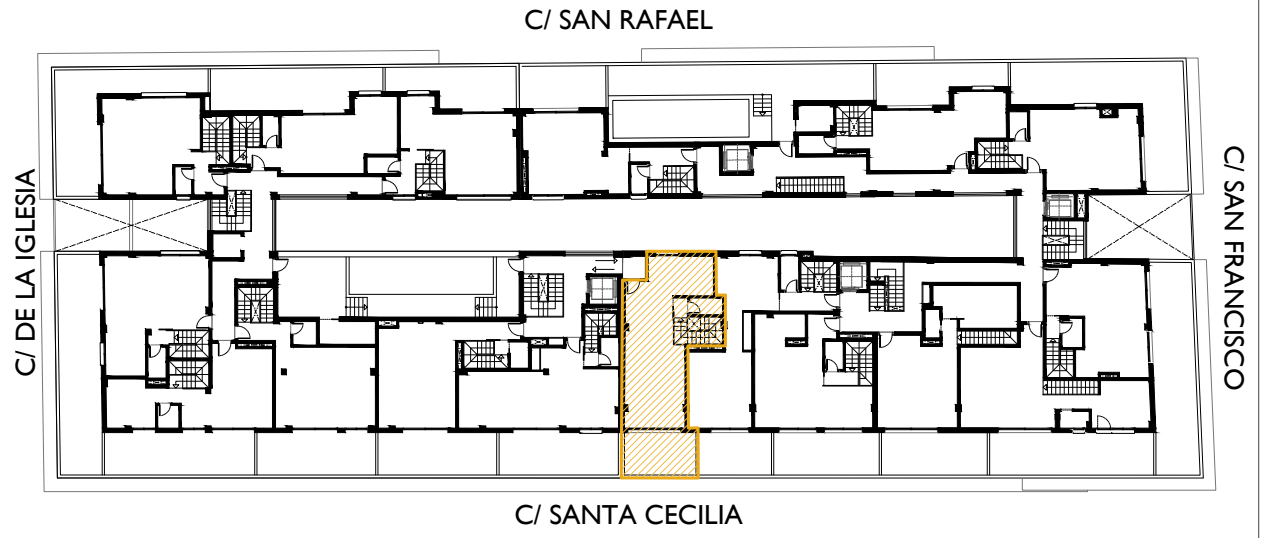 C/ SAN RAFAEL
C/ DE LA IGLESIA
C/ SAN FRANCISCO
C/ SANTA CECILIA